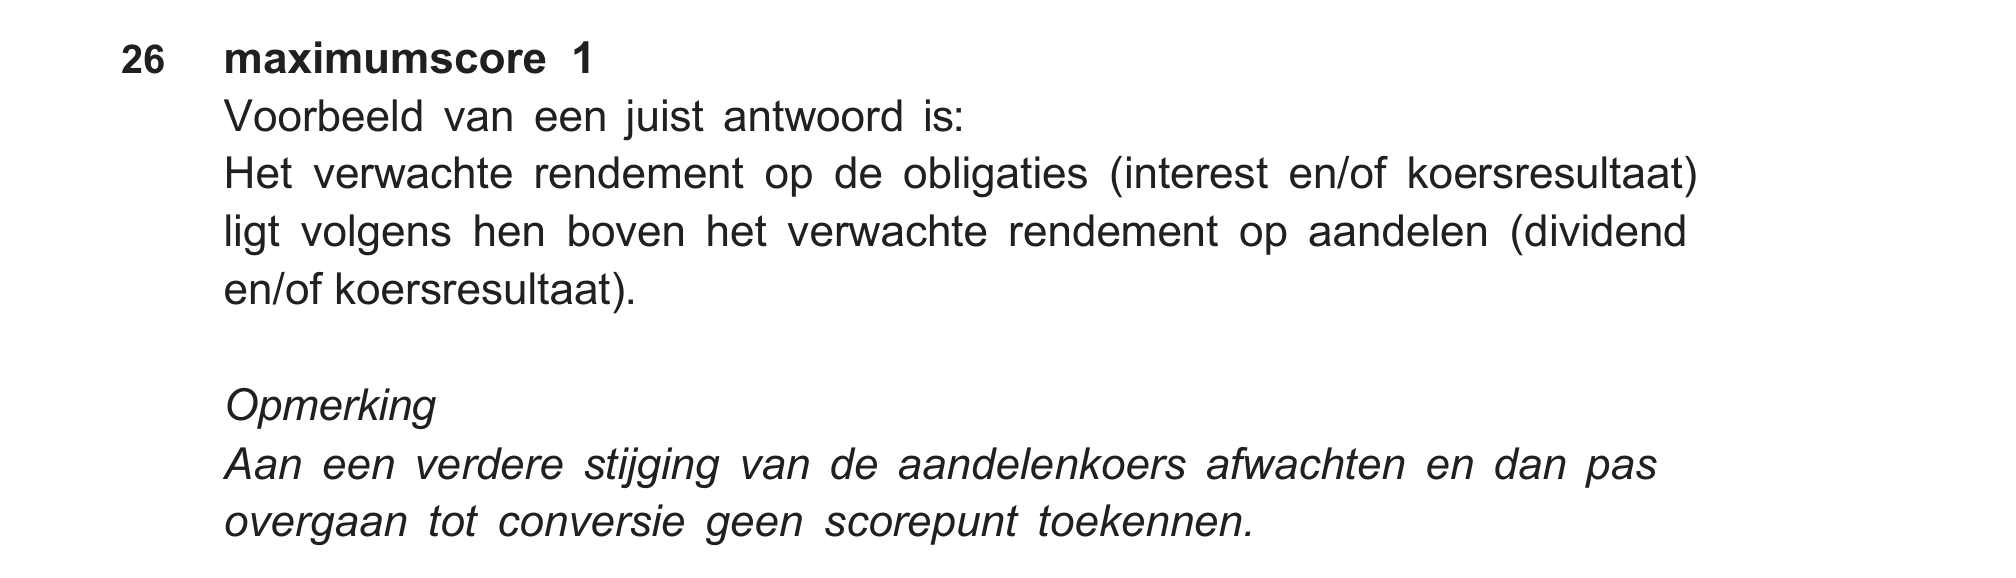 26 maximumscore 1
Voorbeeld van een juist antwoord is:
Het verwachte rendement op de obligaties (interest en/of koersresultaat)
ligt volgens hen boven het verwachte rendement op aandelen (dividend
en/of koersresultaat).
Opmerking
Aan een verdere stijging van de aandelenkoers afwachten en dan pas
overgaan tot conversie geen scorepunt toekennen.